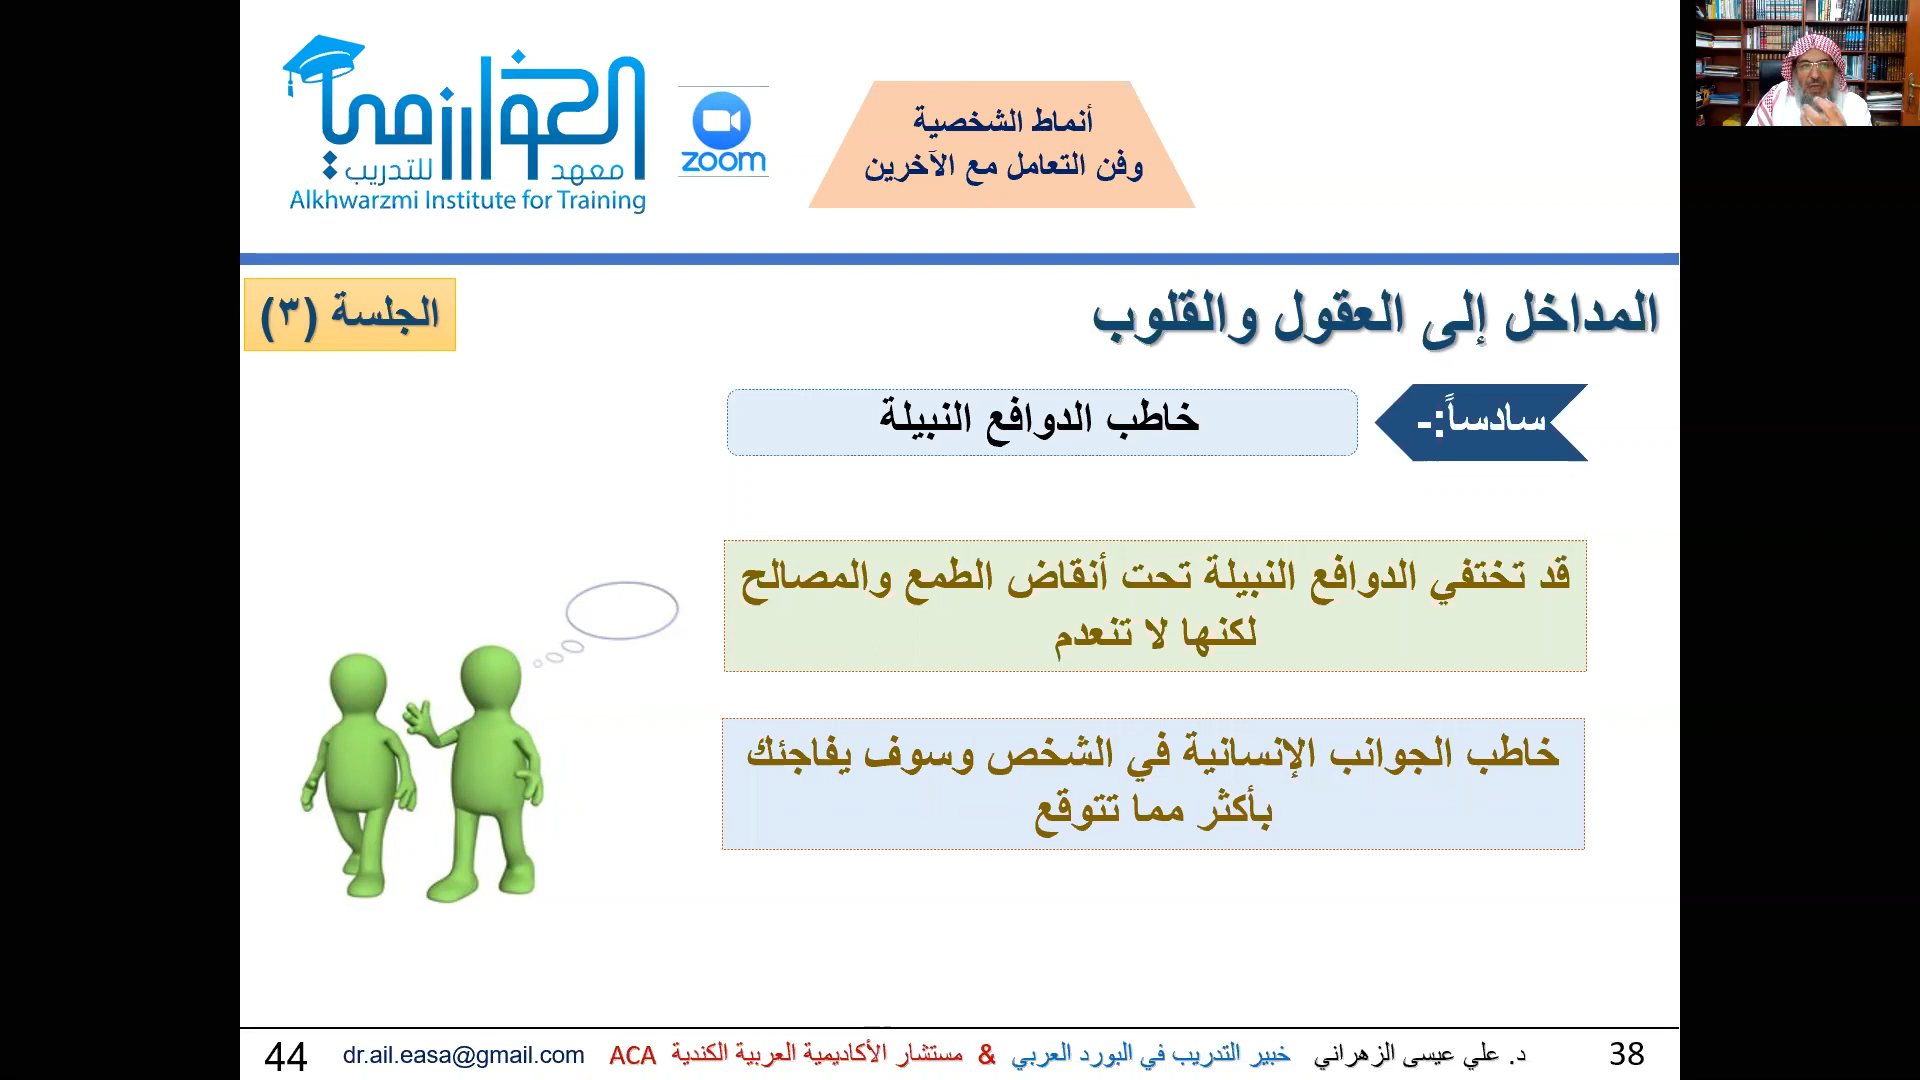 الخوارزمي
معهد للتدريب
Alkhwarzmi Institute for Training
zoom
أنماط الشخصية
وفن التعامل مع الآخرين
المداخل إلى العقول والقلوب
الجلسة (٣)
سادساً:-
خاطب الدوافع النبيلة
قد تختفي الدوافع النبيلة تحت أنقاض الطمع والمصالح
لكنها لا تنعدم
خاطب الجوانب الإنسانية في الشخص وسوف يفاجئك
بأكثر مما تتوقع
38 د. علي عيسى الزهراني خبير التدريب في البورد العربي & مستشار الأكاديمية العربية الكندية ACA dr.ail.easa@gmail.com 44